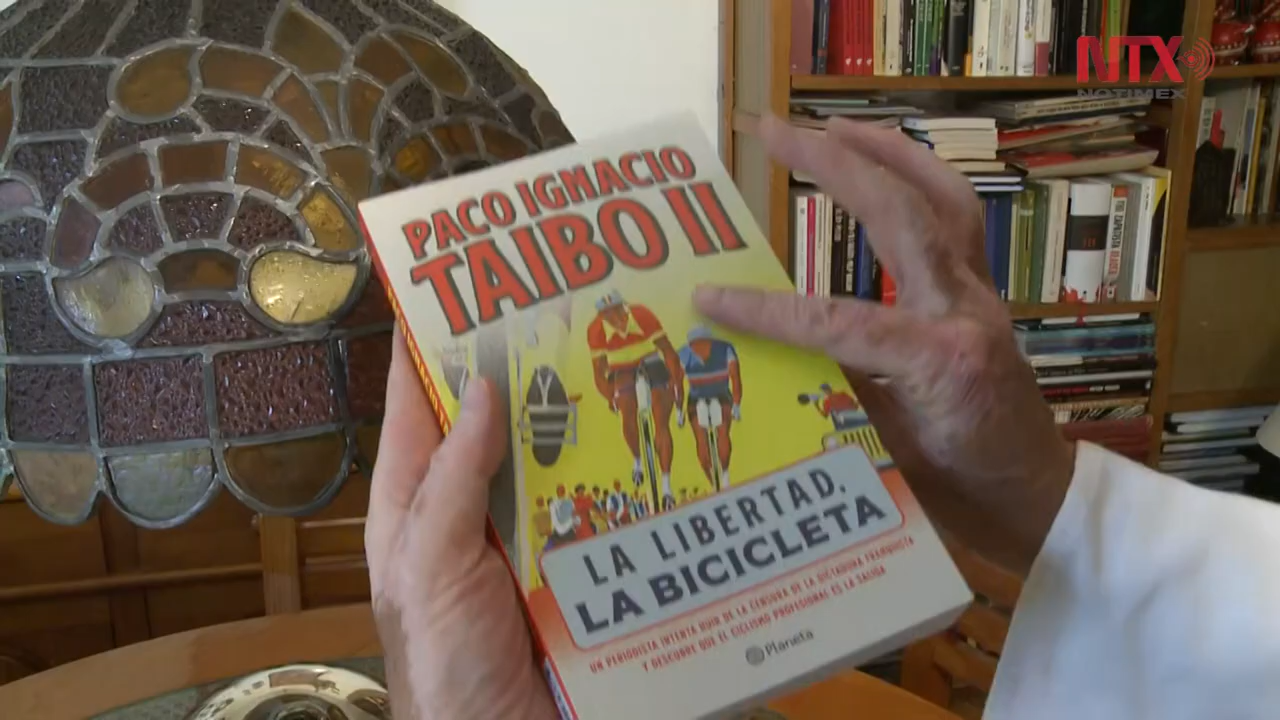 NTX
NOTIMEX
PACO IGNACIO
TAIBO II
LA LIBERTAD,
LA BICICLETA
UN PERIODISTA INTENTA HUIR DE LA CENSURA DE LA DICTADURA FRANQUISTA
Y DESCUBRE QUE EL CICLISMO PROFESIONAL ES LA SALIDA
Planeta